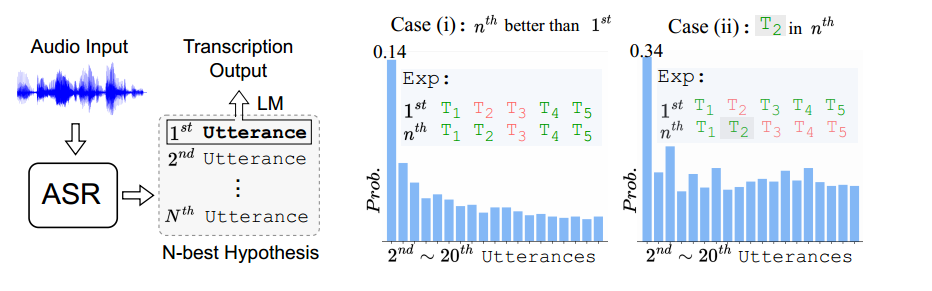 Audio Input
Transcription
Output
LM
ASR
1st Utterance
2nd Utterance
⋮
Nth Utterance
N-best Hypothesis
Case (i): nth better than 1st
0.14
Exp:
1st T1 T2 T3 T4 T5
nth T1 T2 T3 T4 T5
Prob.
2nd ~ 20th Utterances
Case (ii): T2 in nth
0.34
Exp:
1st T1 T2 T3 T4 T5
nth T1 T2 T3 T4 T5
Prob.
2nd ~ 20th Utterances